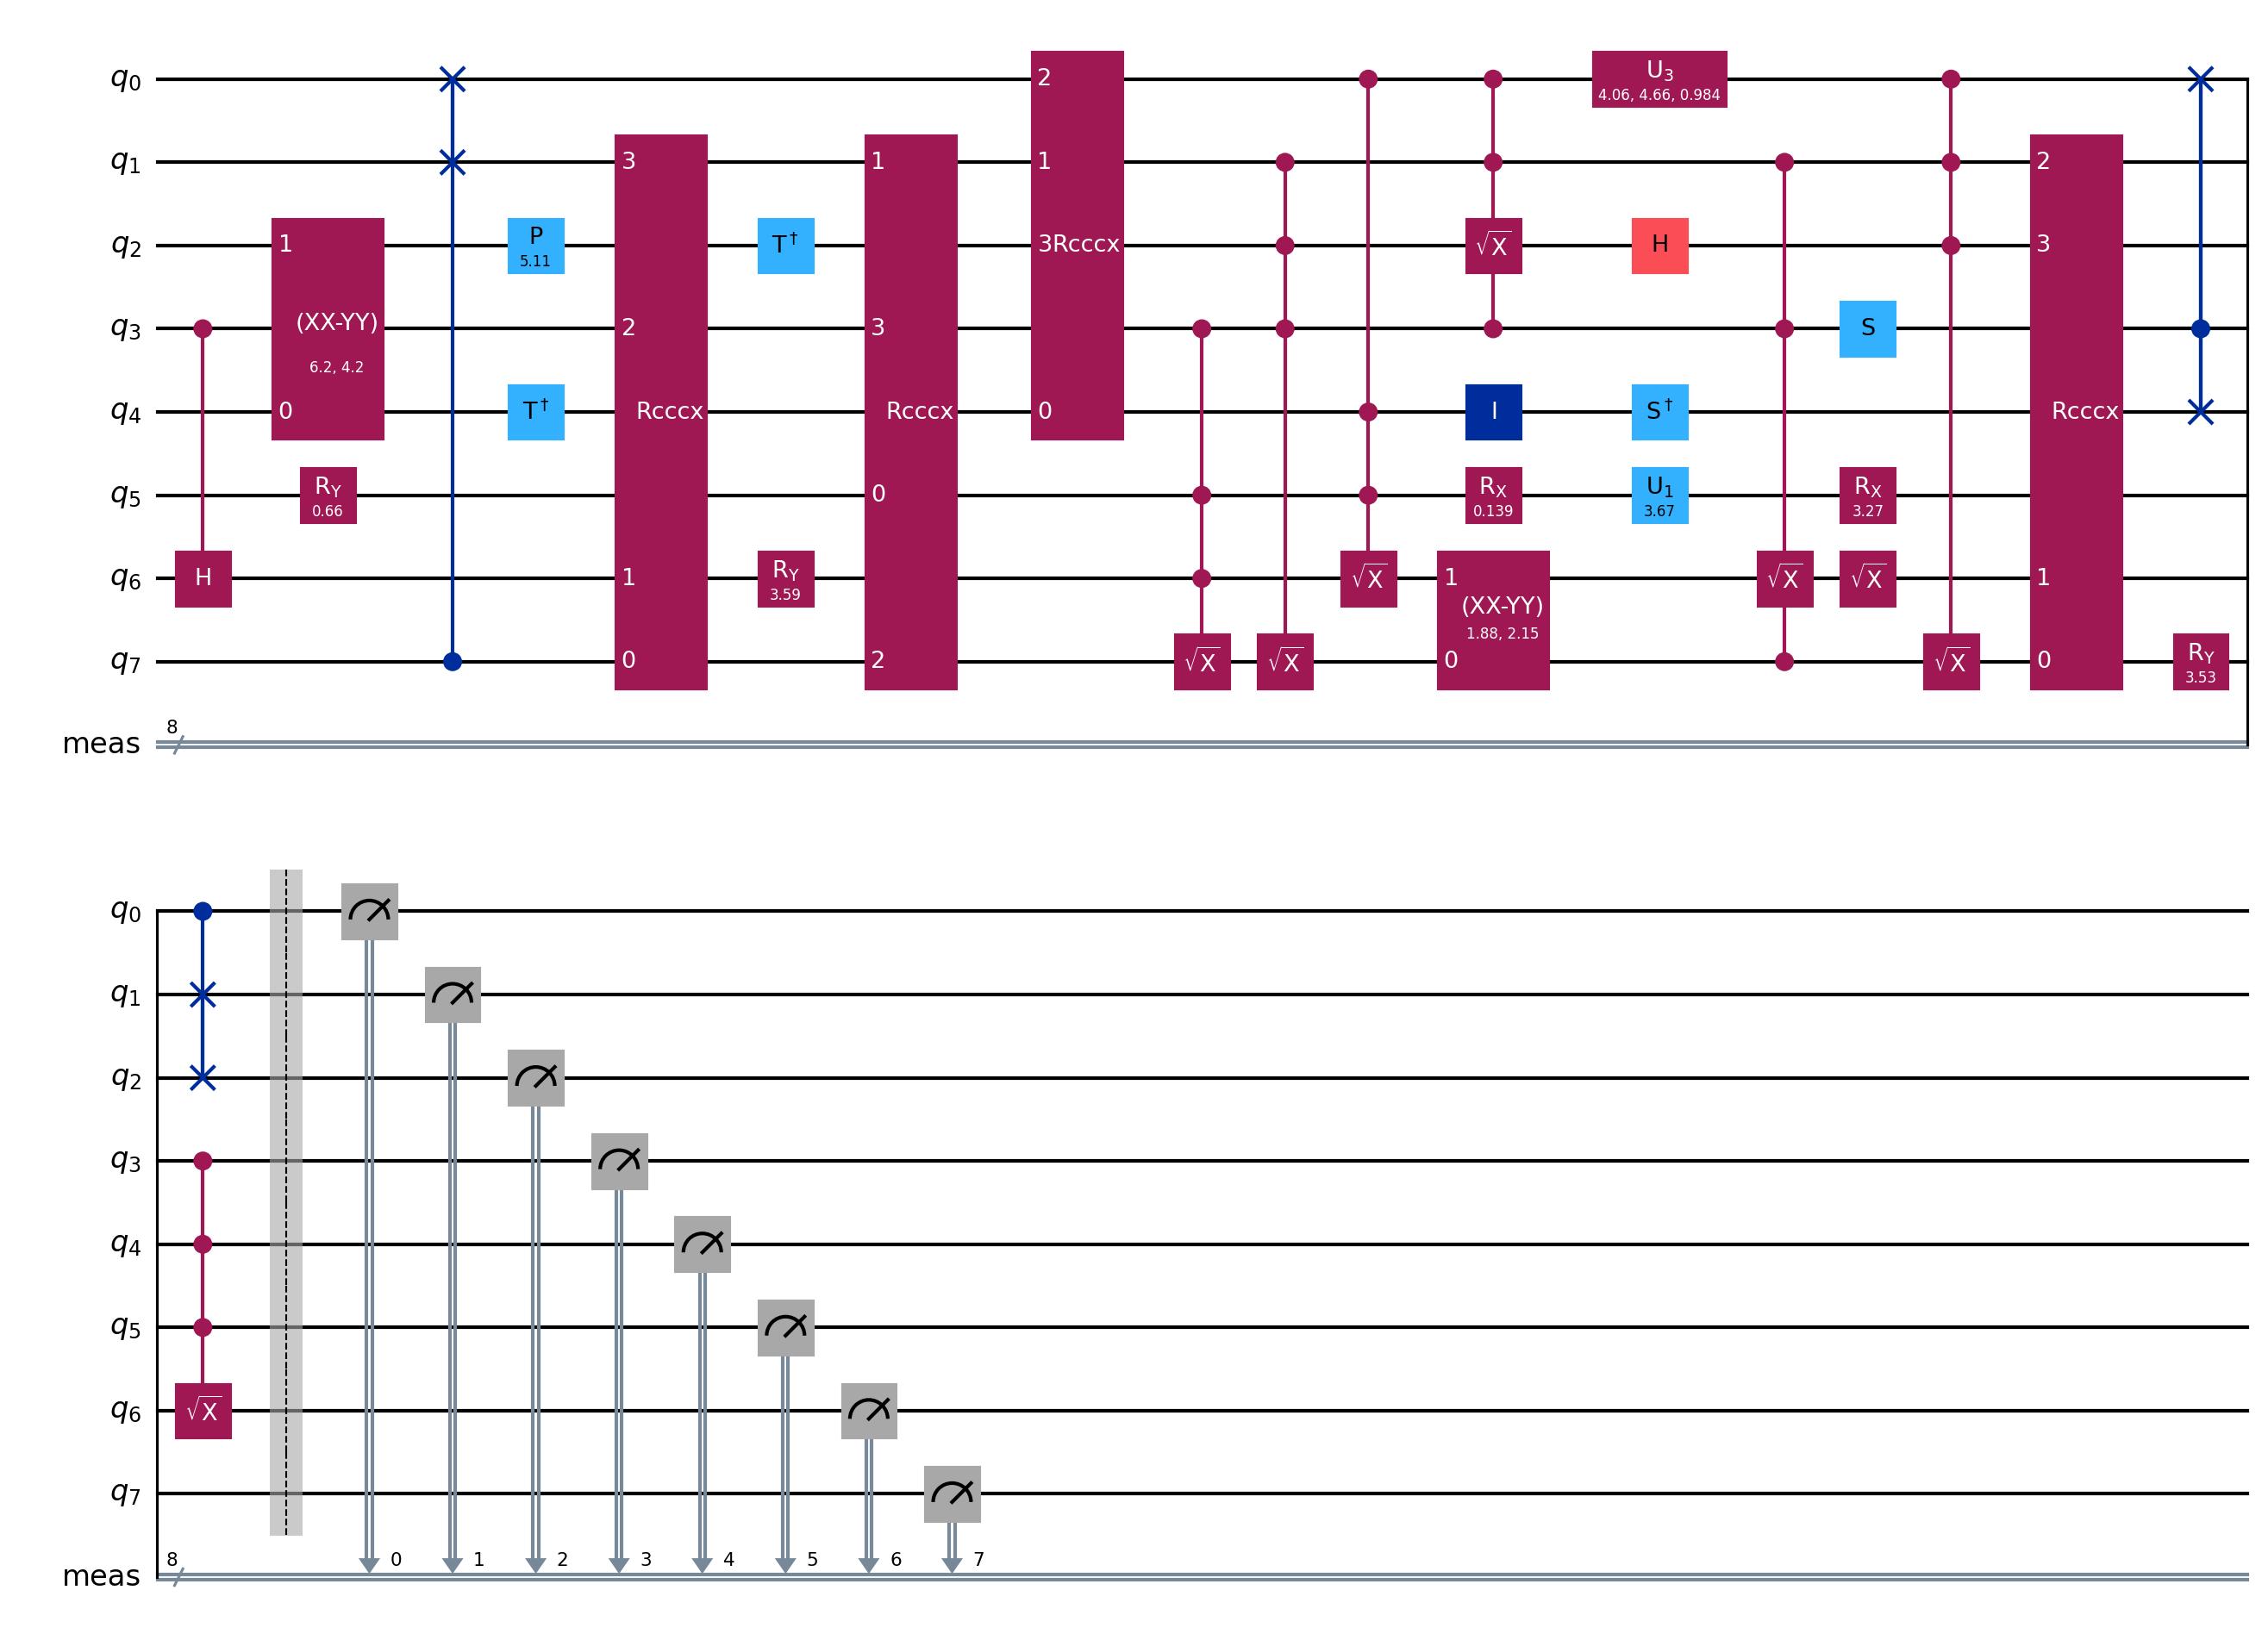 q0 2 U3
4.06, 4.66, 0.984
q1 3 1 1 2
q2 1 P
5.11 T† 3Rcccx √X H 3
q3 (XX-YY)
6.2, 4.2 2 3 S
q4 0 T† Rcccx Rcccx 0 I S† Rcccx
q5 RY
0.66 0 RX
0.139 U1
3.67 RX
3.27
q6 H 1 RY
3.59 √X 1 (XX-YY)
1.88, 2.15 √X √X 1
q7 0 2 √X √X 0 √X 0 RY
3.53
meas 8
q0
q1
q2
q3
q4
q5
q6 √X
q7
meas 8 0 1 2 3 4 5 6 7